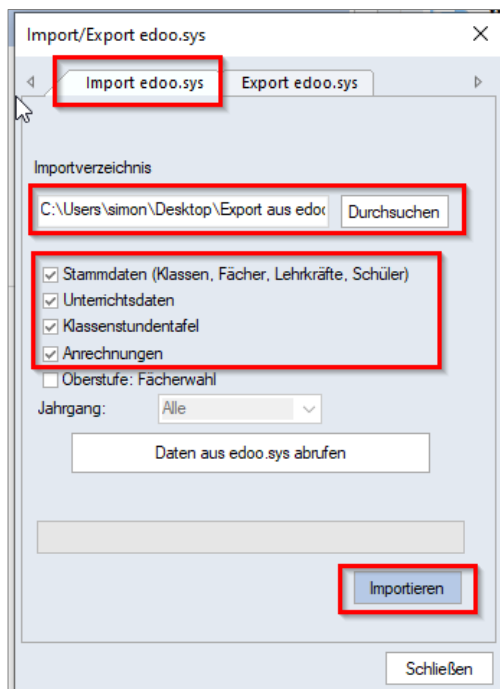 Import/Export edoo.sys
Import edoo.sys Export edoo.sys
Importverzeichnis
C:\Users\simon\Desktop\Export aus edoo Durchsuchen
Stammdaten (Klassen, Fächer, Lehrkräfte, Schüler)
Unterrichtsdaten
Klassenstundentafel
Anrechnungen
Oberstufe: Fächerwahl
Jahrgang: Alle
Daten aus edoo.sys abrufen
Importieren
Schließen